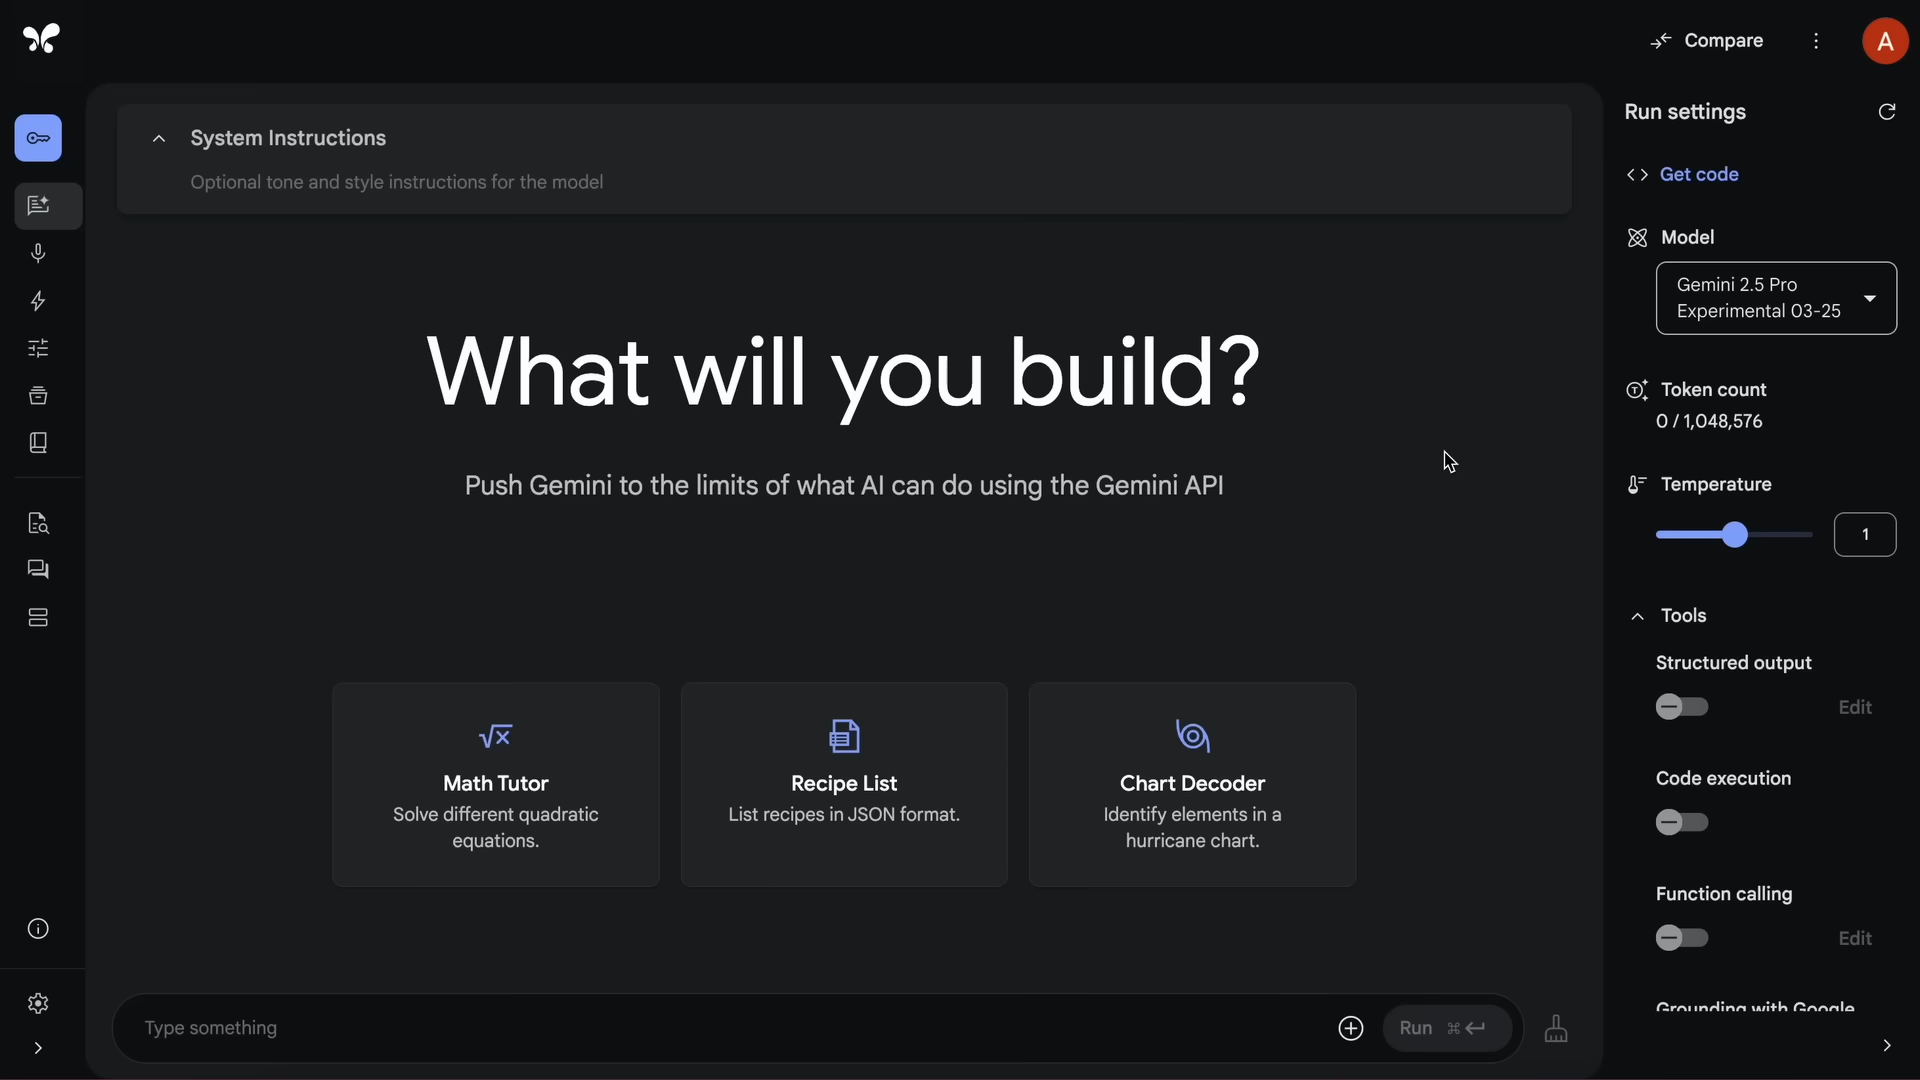 Compare
A
System Instructions
Optional tone and style instructions for the model
What will you build?
Push Gemini to the limits of what AI can do using the Gemini API
Math Tutor
Solve different quadratic
equations.
Recipe List
List recipes in JSON format.
Chart Decoder
Identify elements in a
hurricane chart.
Type something
Run ⌘↵
Run settings
Get code
Model
Gemini 2.5 Pro
Experimental 03-25
Token count
0 / 1,048,576
Temperature
1
Tools
Structured output
Edit
Code execution
Function calling
Edit
Grounding with Google